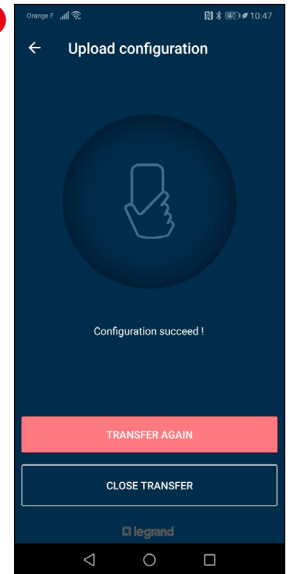 Orange F 10:47
Upload configuration
Configuration succeed !
TRANSFER AGAIN
CLOSE TRANSFER
legrand